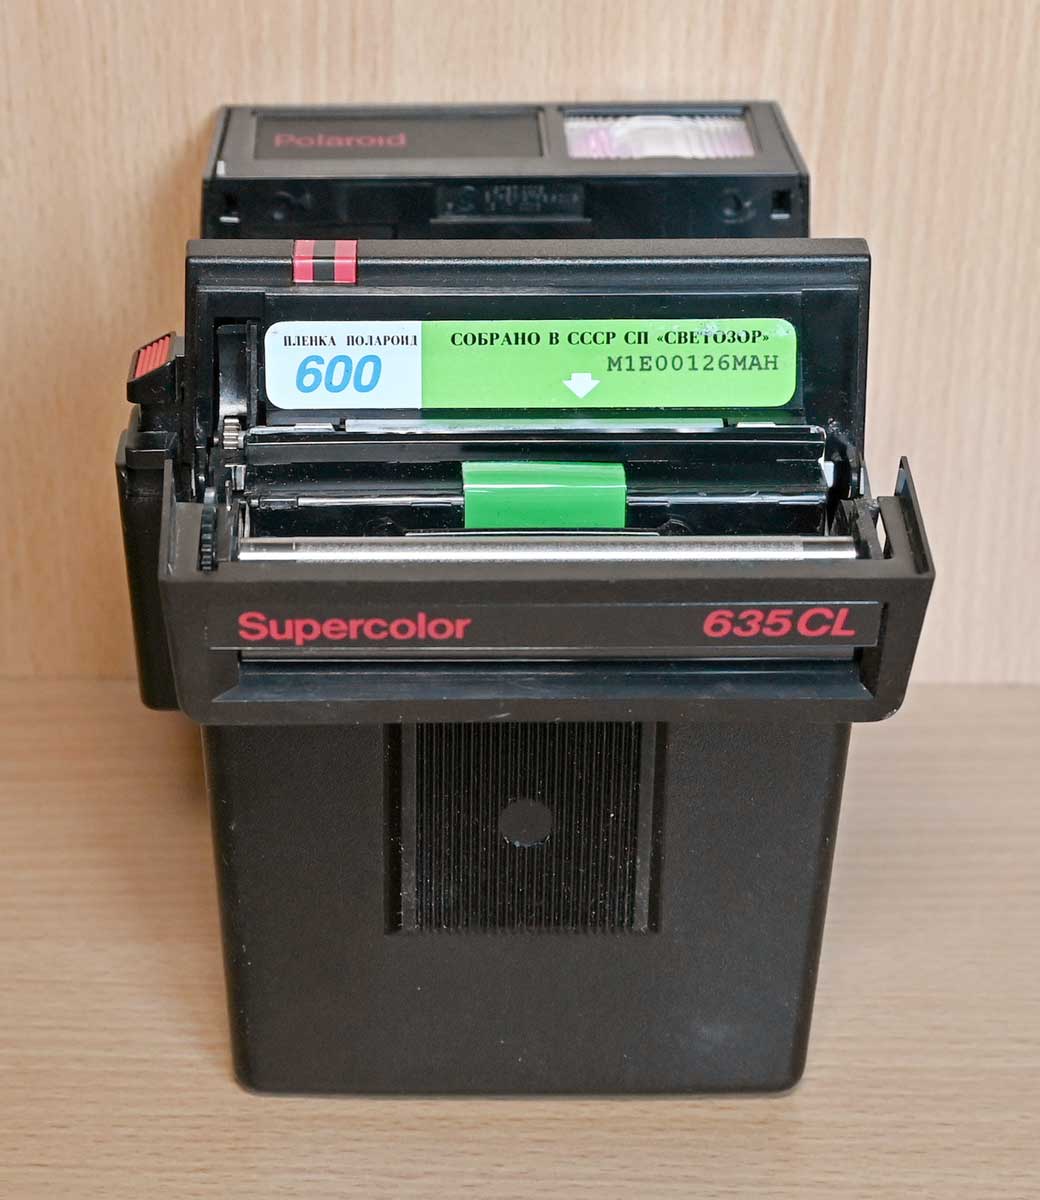 Polaroid
ПЛЕНКА ПОЛАРОИД
600
СОБРАНО В СССР СП «СВЕТОЗОР»
M1E00126MAH
Supercolor
635CL